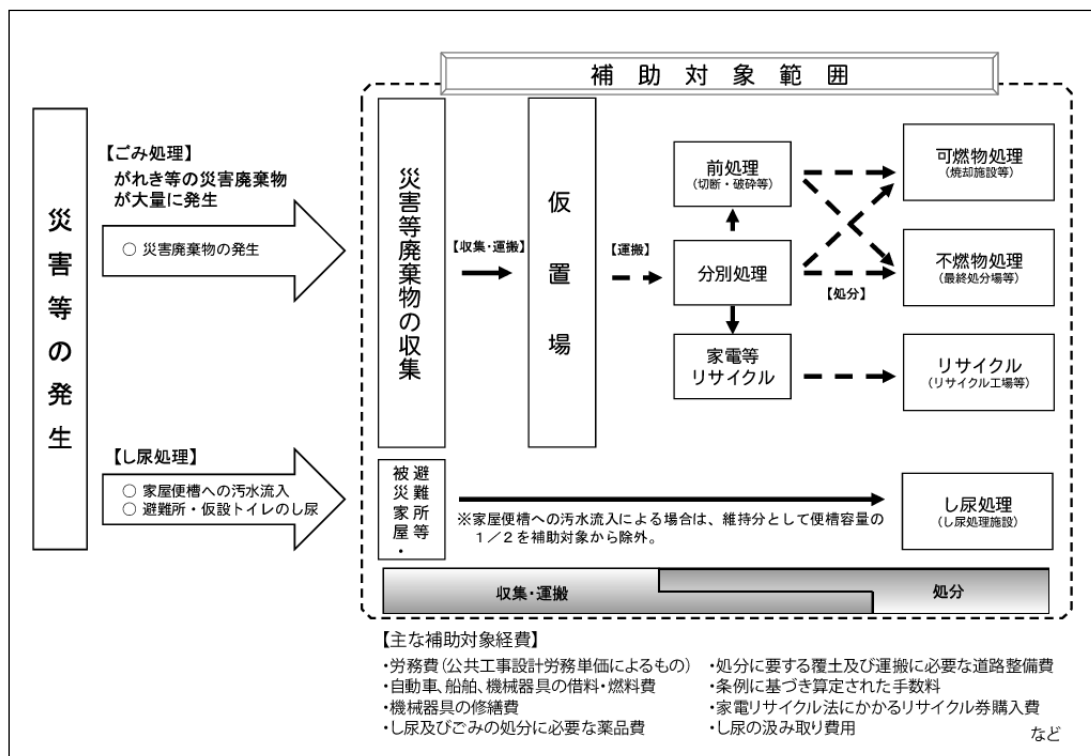 補助対象範囲
災害等の発生
【ごみ処理】
がれき等の災害廃棄物
が大量に発生
○ 災害廃棄物の発生
災害等廃棄物の収集
【収集・運搬】
仮置場
【運搬】
前処理
(切断・破砕等)
分別処理
家電等
リサイクル
【処分】
可燃物処理
(焼却施設等)
不燃物処理
(最終処分場等)
リサイクル
(リサイクル工場等)
【し尿処理】
○ 家屋便槽への汚水流入
○ 避難所・仮設トイレのし尿
避難所等
被災家屋・
※家屋便槽への汚水流入による場合は、維持分として便槽容量の
1/2を補助対象から除外。
し尿処理
(し尿処理施設)
収集・運搬
処分
【主な補助対象経費】
・労務費(公共工事設計労務単価によるもの)
・自動車、船舶、機械器具の借料・燃料費
・機械器具の修繕費
・し尿及びごみの処分に必要な薬品費
・処分に要する覆土及び運搬に必要な道路整備費
・条例に基づき算定された手数料
・家電リサイクル法にかかるリサイクル券購入費
・し尿の汲み取り費用
など